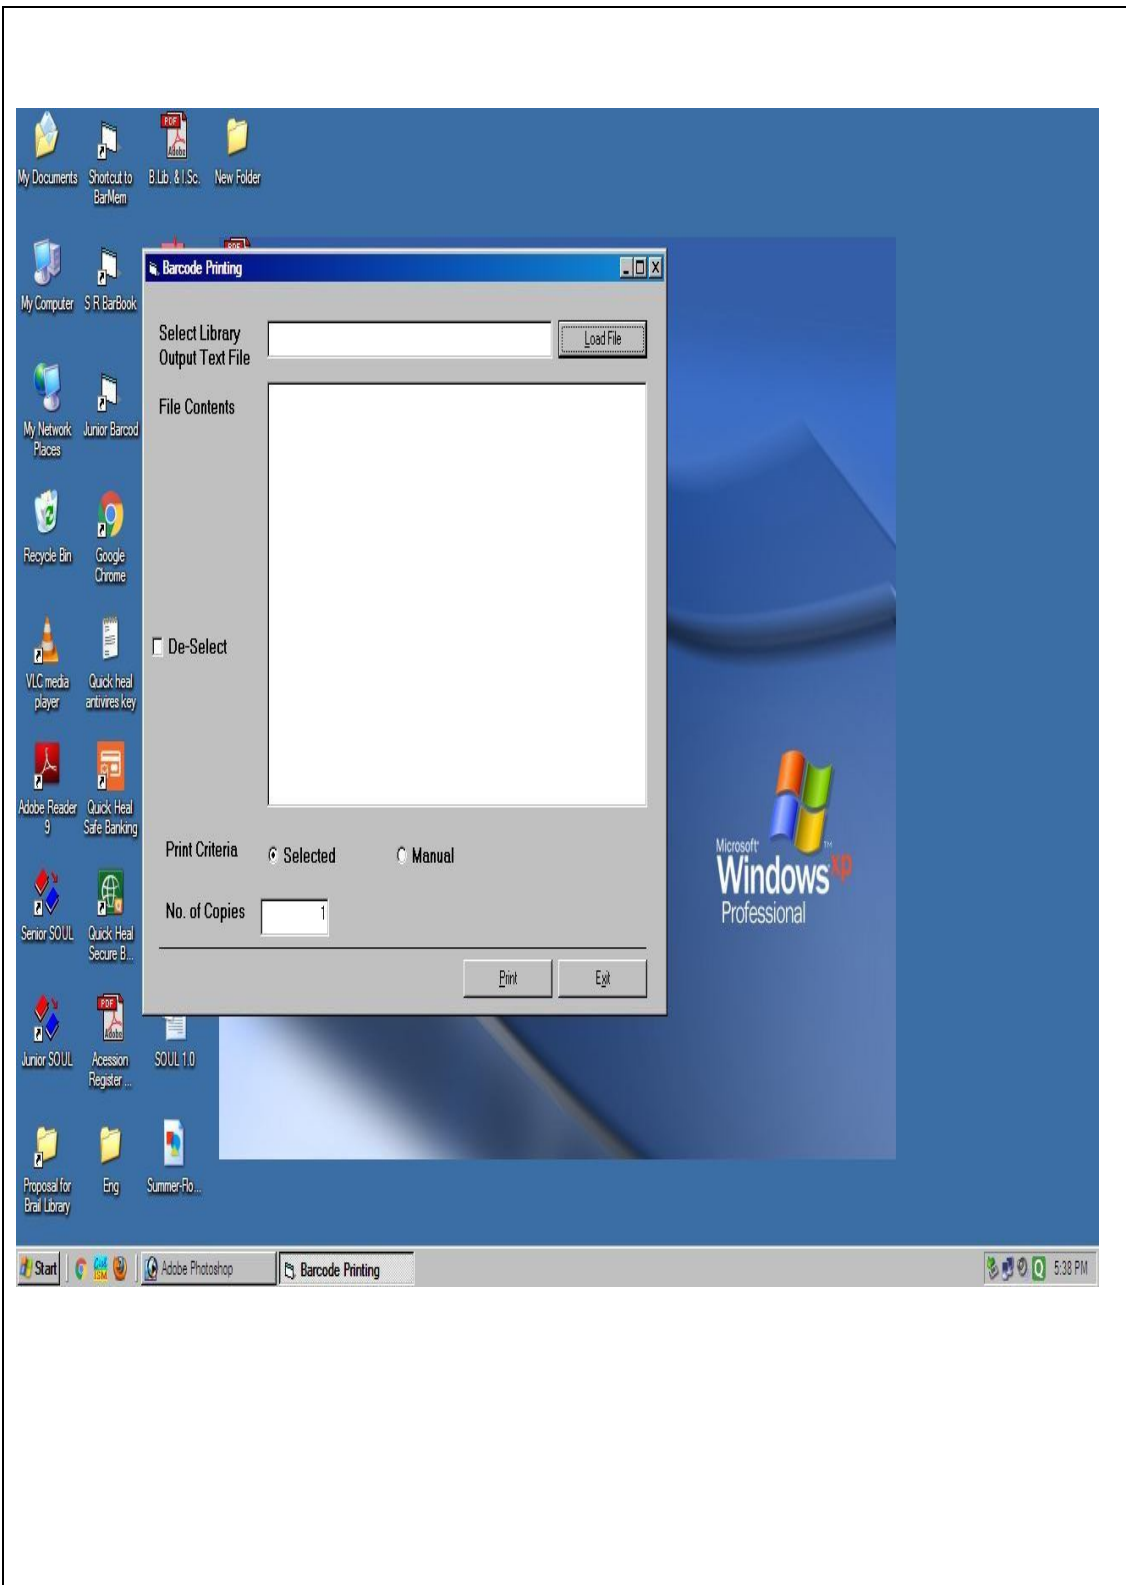 My Documents
Shortcut to
BarMem
B.Lib. & I.Sc.
New Folder
My Computer
S R BarBook
My Network
Places
Junior Barcod
Recycle Bin
Google
Chrome
VLC media
player
Quick heal
antivires key
Adobe Reader
9
Quick Heal
Safe Banking
Senior SOUL
Quick Heal
Secure B...
Junior SOUL
Acession
Register ...
SOUL 1.0
Proposal for
Brail Library
Eng
Summer-Flo...
Barcode Printing
Select Library
Output Text File
Load File
File Contents
De-Select
Print Criteria
Selected
Manual
No. of Copies
1
Print
Exit
Microsoft
Windows xp
Professional
Start
Adobe Photoshop
Barcode Printing
5:38 PM